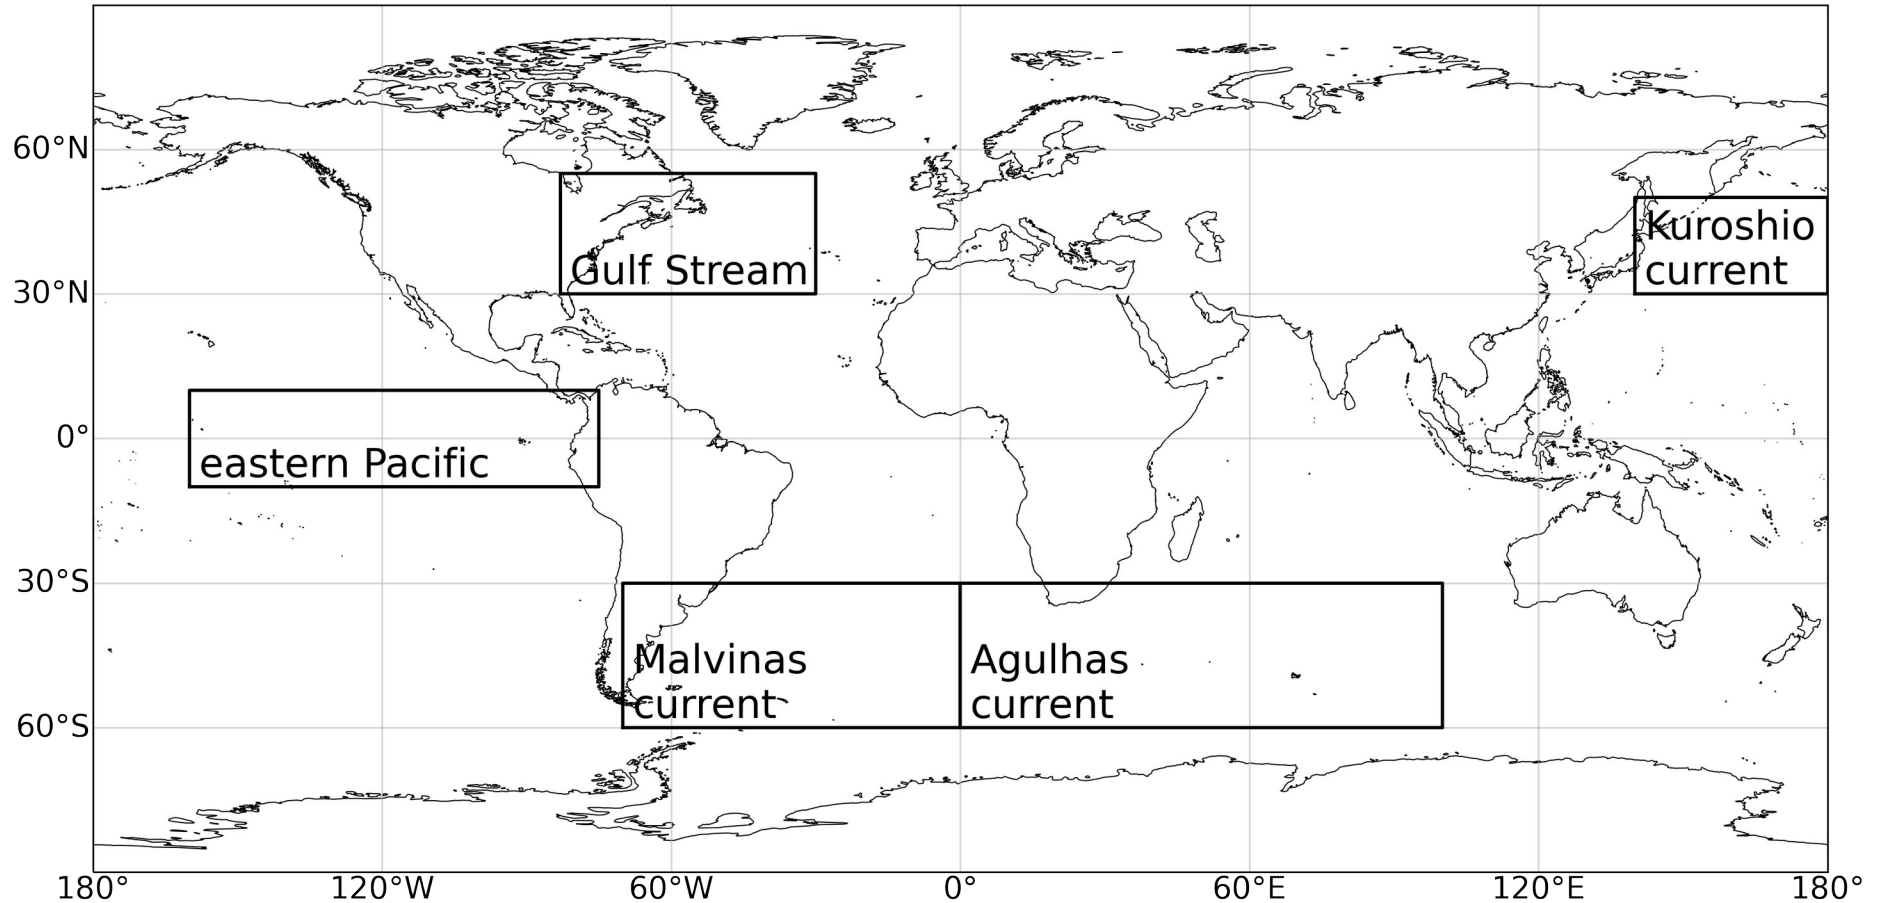 60°N
30°N
0°
30°S
60°S
Gulf Stream
Kuroshio
current
eastern Pacific
Malvinas
current
Agulhas
current
180°
120°W
60°W
0°
60°E
120°E
180°